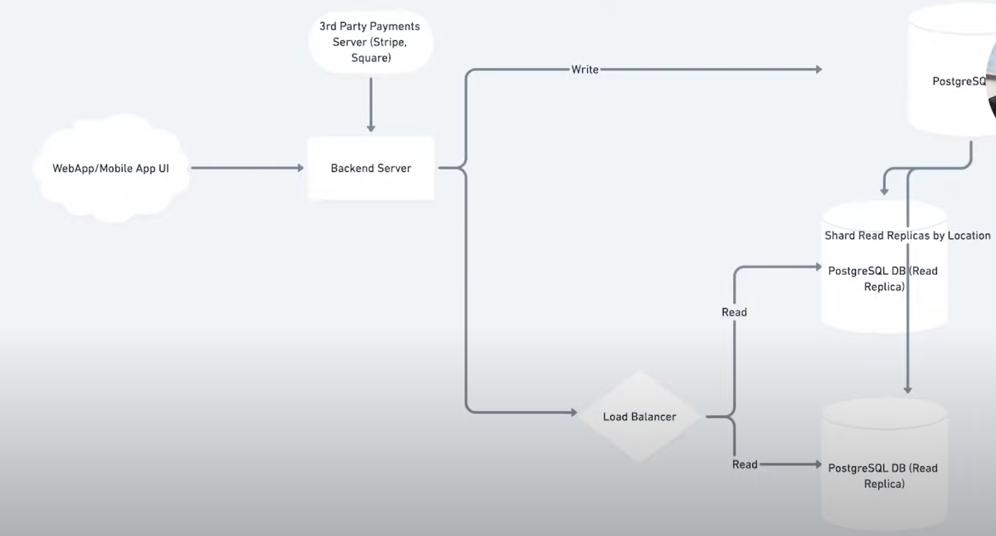 3rd Party Payments
Server (Stripe,
Square)
Write
PostgreSQ
WebApp/Mobile App UI
Backend Server
Shard Read Replicas by Location
PostgreSQL DB (Read
Replica)
Read
Load Balancer
Read
PostgreSQL DB (Read
Replica)